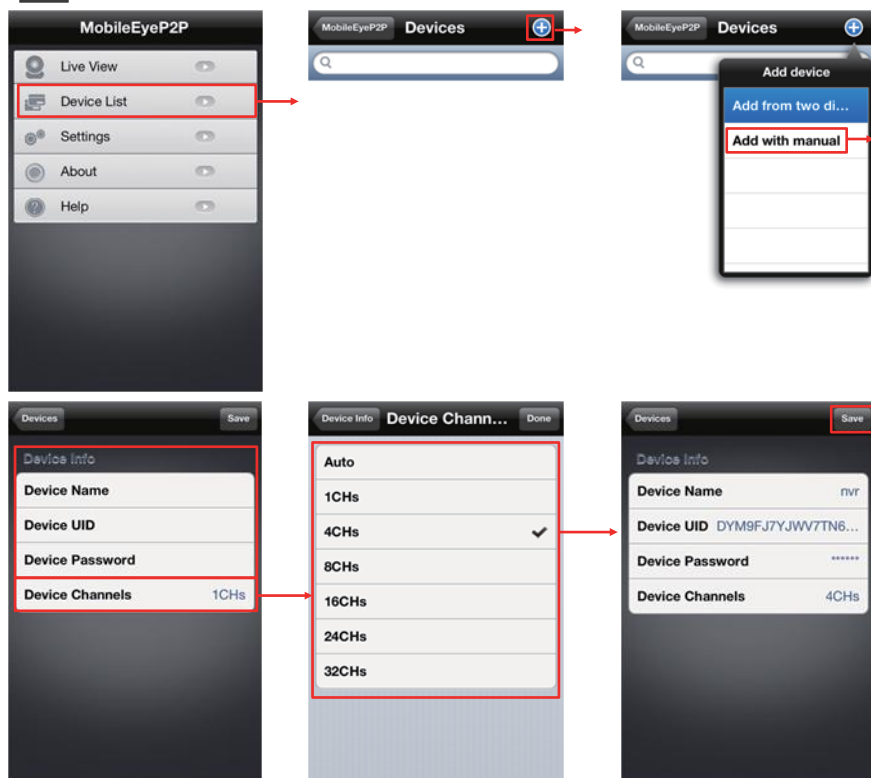 MobileEyeP2P
Live View
Device List
Settings
About
Help
MobileEyeP2P Devices
MobileEyeP2P Devices
Add device
Add from two di...
Add with manual
Devices Save
Device Info
Device Name
Device UID
Device Password
Device Channels 1CHs
Device Info Device Chann... Done
Auto
1CHs
4CHs
8CHs
16CHs
24CHs
32CHs
Devices Save
Device Info
Device Name nvr
Device UID DYM9FJ7YJWV7TN6...
Device Password ******
Device Channels 4CHs